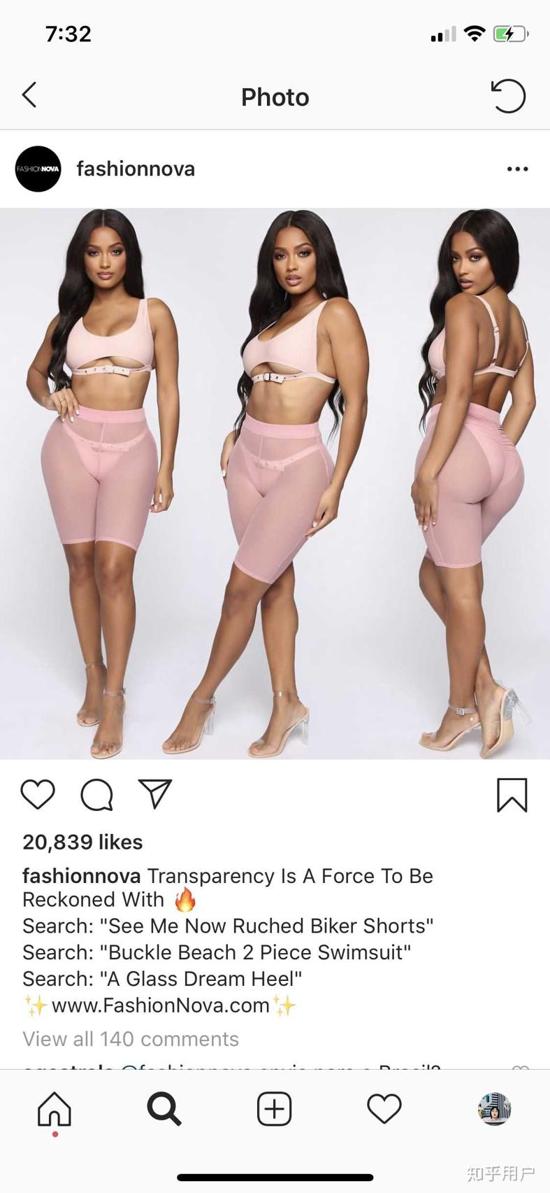 7:32
Photo
FASHIONNOVA
fashionnova
20,839 likes
fashionnova Transparency Is A Force To Be
Reckoned With 🔥
Search: "See Me Now Ruched Biker Shorts"
Search: "Buckle Beach 2 Piece Swimsuit"
Search: "A Glass Dream Heel"
✨www.FashionNova.com✨
View all 140 comments
知乎用户